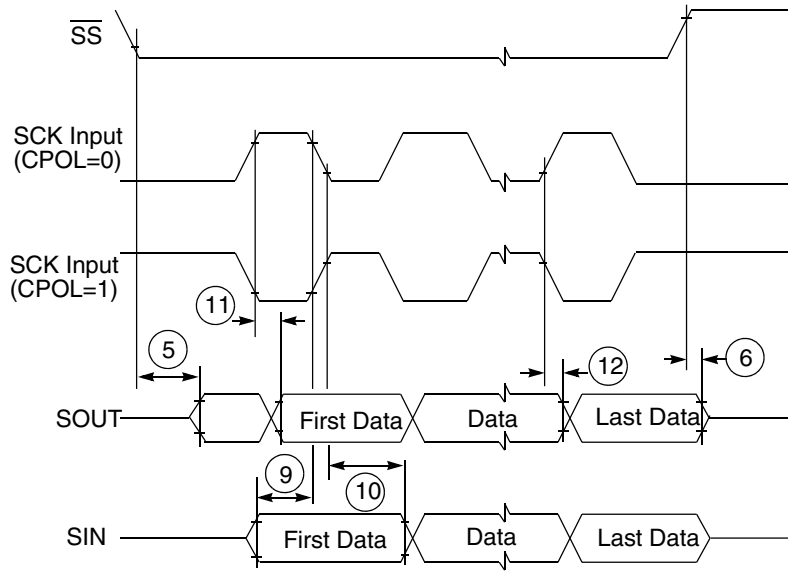 SS
SCK Input
(CPOL=0)
SCK Input
(CPOL=1)
11
5
12
6
SOUT
First Data
Data
Last Data
9
10
SIN
First Data
Data
Last Data